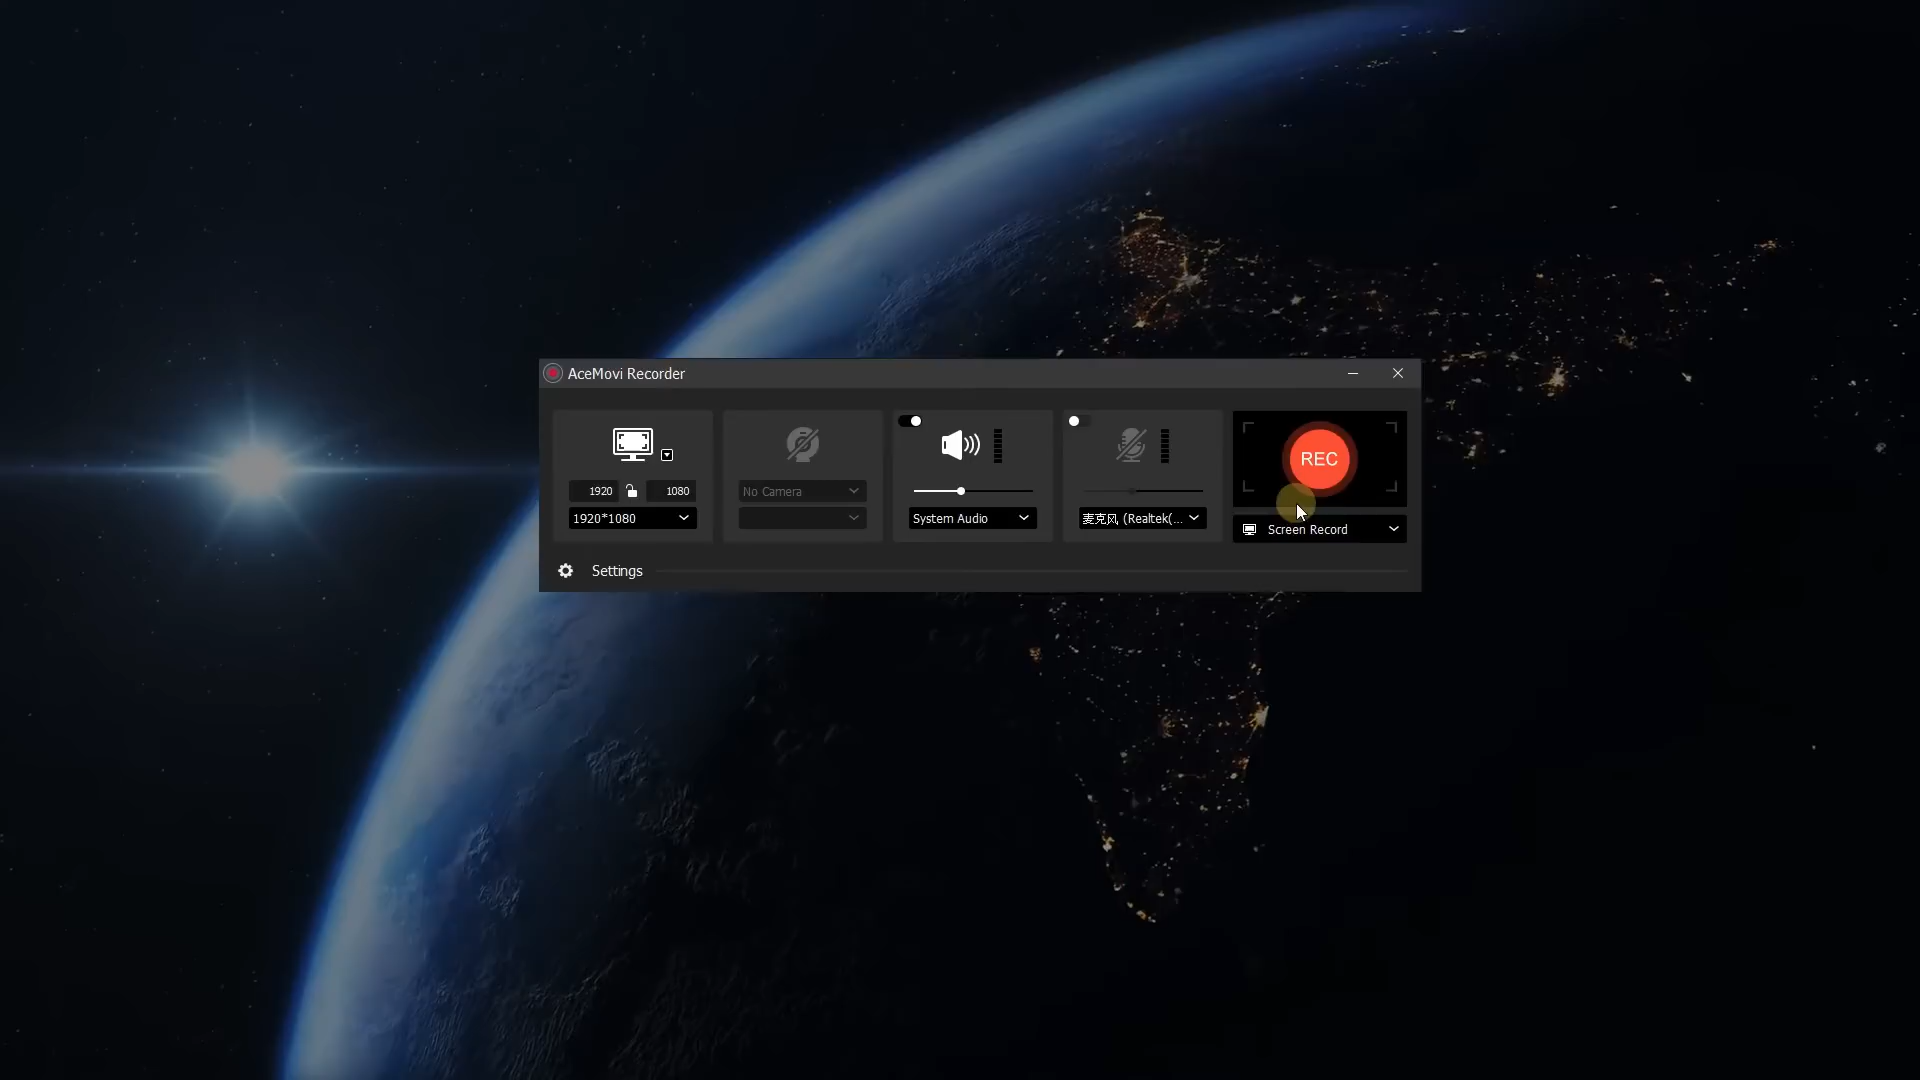 AceMovi Recorder
1920 1080
1920*1080
No Camera
System Audio
麦克风 (Realtek(...
REC
Screen Record
Settings